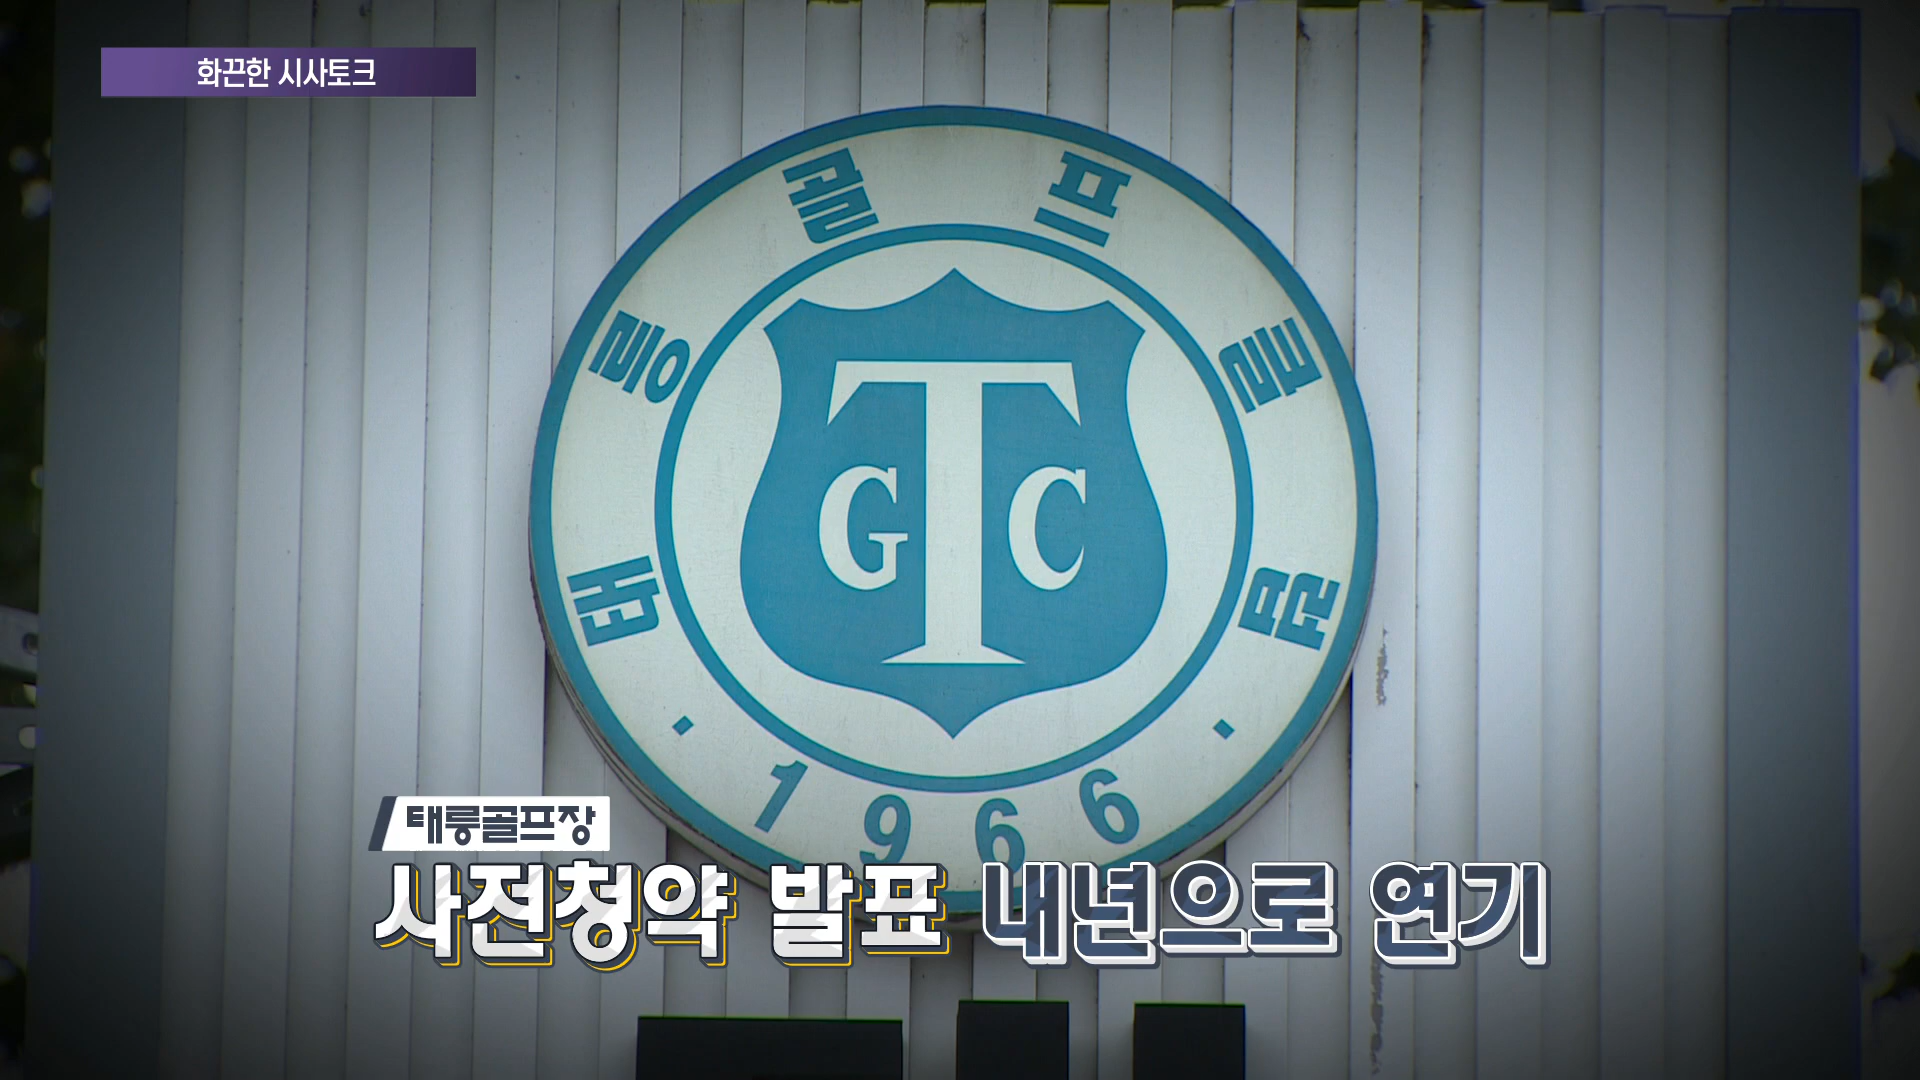 화끈한 시사토크
태릉골프클럽
GTC
· 1966 ·
태릉골프장
사전청약 발표 내년으로 연기